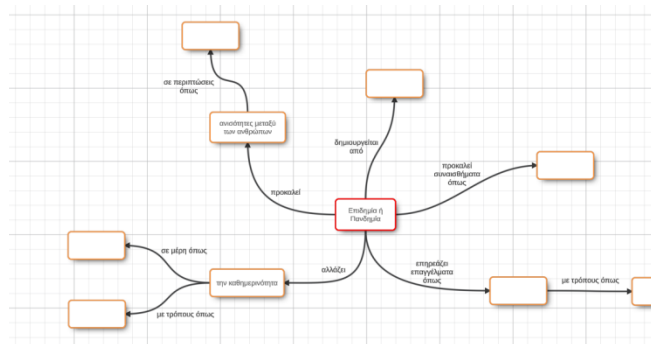 σε περιπτώσεις
όπως
ανισότητες μεταξύ
των ανθρώπων
δημιουργείται
από
προκαλεί
συναισθήματα
όπως
προκαλεί
Επιδημία ή
Πανδημία
σε μέρη όπως
αλλάζει
επηρεάζει
επαγγέλματα
όπως
την καθημερινότητα
με τρόπους όπως
με τρόπους όπως